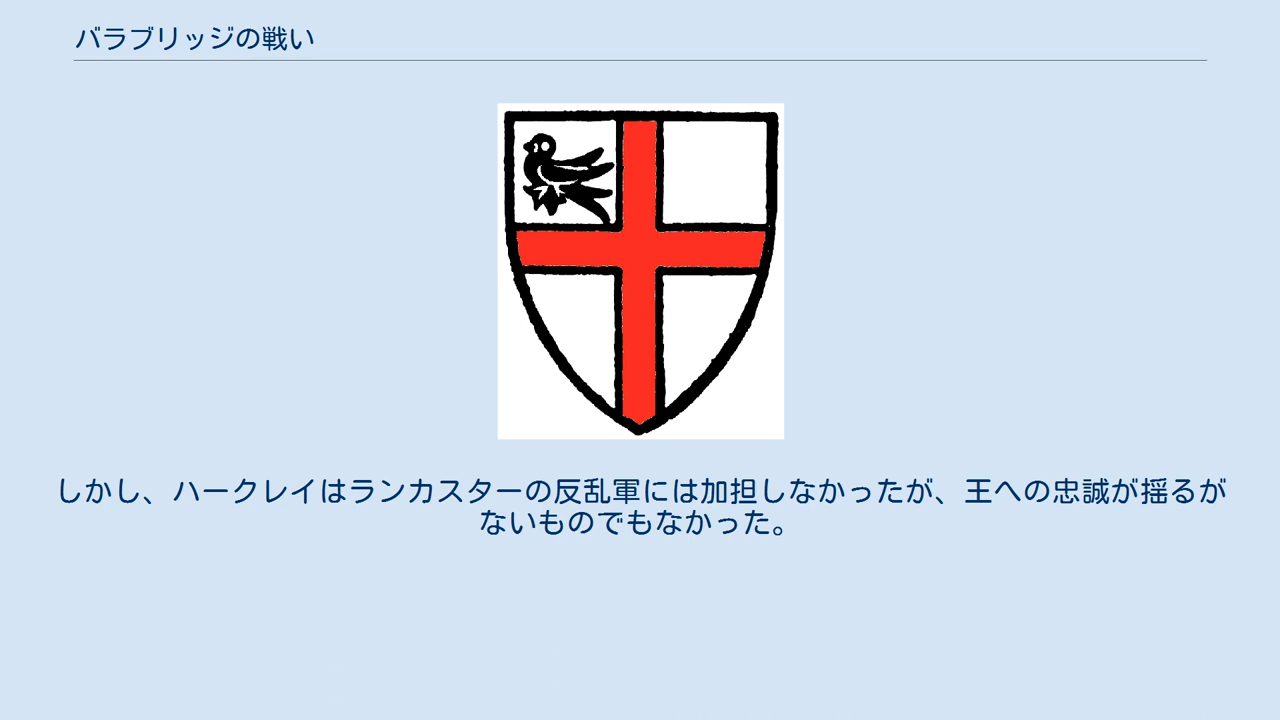 バラブリッジの戦い
しかし、ハークレイはランカスターの反乱軍には加担しなかったが、王への忠誠が揺るが
ないものでもなかった。